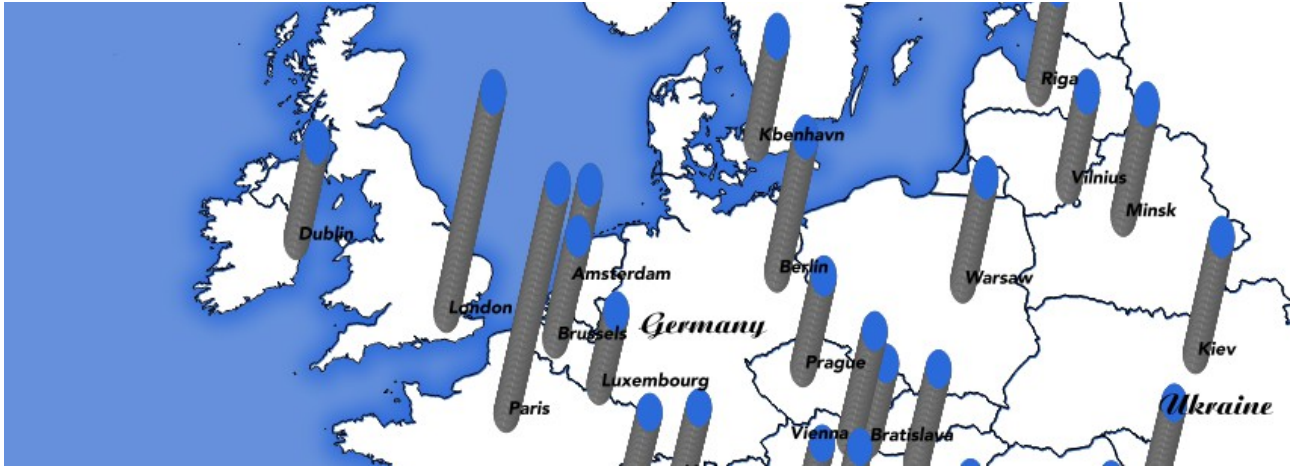 Riga
Kbenhavn
Vilnius
Minsk
Dublin
Berlin
Amsterdam
Warsaw
London
Germany
Brussels
Kiev
Prague
Luxembourg
Paris
Ukraine
Vienna
Bratislava